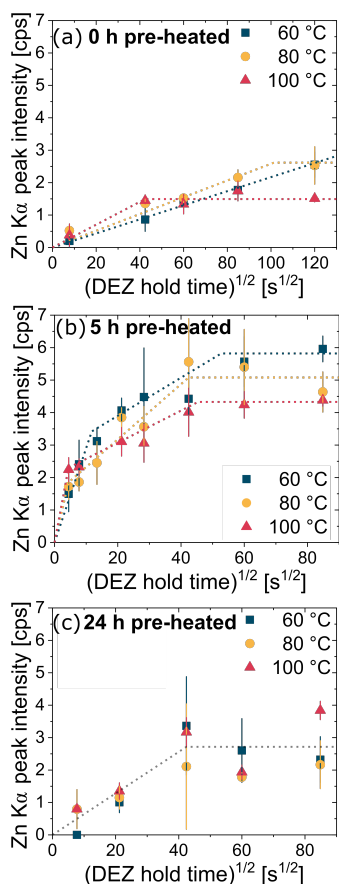 (a) 0 h pre-heated
60 °C
80 °C
100 °C
Zn Kα peak intensity [cps]
7
6
5
4
3
2
1
0
0 20 40 60 80 100 120
(DEZ hold time)^1/2 [s^1/2]
(b) 5 h pre-heated
Zn Kα peak intensity [cps]
7
6
5
4
3
2
1
0
60 °C
80 °C
100 °C
0 20 40 60 80
(DEZ hold time)^1/2 [s^1/2]
(c) 24 h pre-heated
60 °C
80 °C
100 °C
Zn Kα peak intensity [cps]
7
6
5
4
3
2
1
0
0 20 40 60 80
(DEZ hold time)^1/2 [s^1/2]